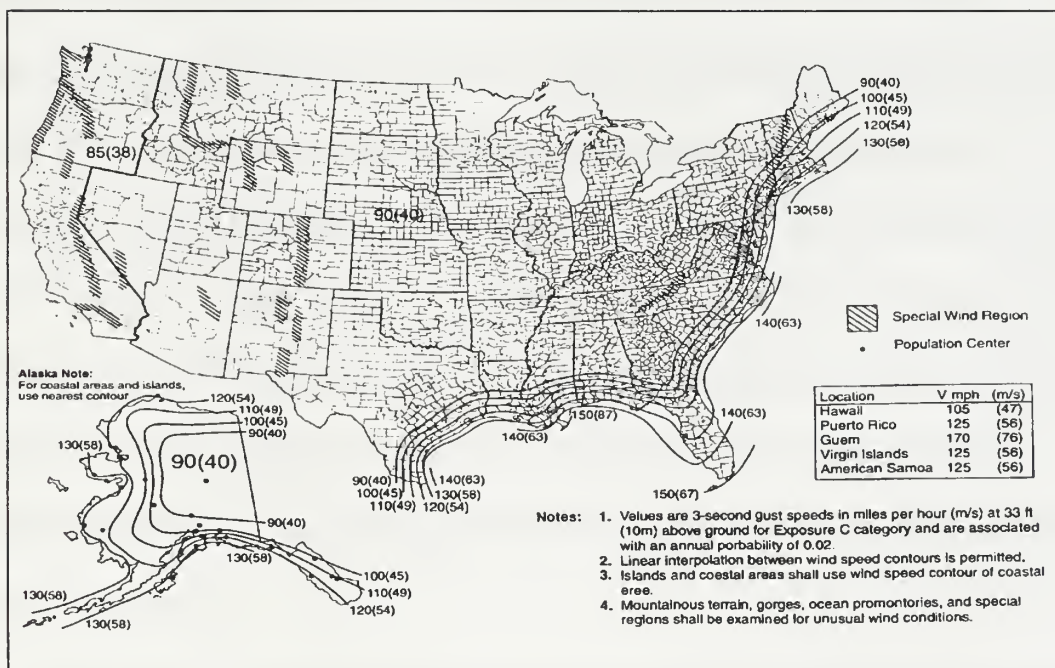 90(40)
100(45)
110(49)
120(54)
130(58)
130(58)
85(38)
90(40)
140(63)
Special Wind Region
Population Center
Alaska Note:
For coastal areas and islands,
use nearest contour
120(54)
110(49)
100(45)
90(40)
130(58)
90(40)
90(40)
130(58)
100(45)
110(49)
120(54)
130(58)
130(58)
90(40)
100(45)
110(49)
140(63)
130(58)
120(54)
140(63)
150(87)
140(63)
150(67)
Location V mph (m/s)
Hawaii 105 (47)
Puerto Rico 125 (56)
Guem 170 (76)
Virgin Islands 125 (56)
American Samoa 125 (56)
Notes: 1. Velues are 3-second gust speeds in miles per hour (m/s) at 33 ft
(10m) above ground for Exposure C category and are associated
with an annual porbability of 0.02.
2. Linear interpolation between wind speed contours is permitted.
3. Islands and coestal areas shall use wind speed contour of coastal
eree.
4. Mountainous terrain, gorges, ocean promontories, and special
regions shall be examined for unusual wind conditions.